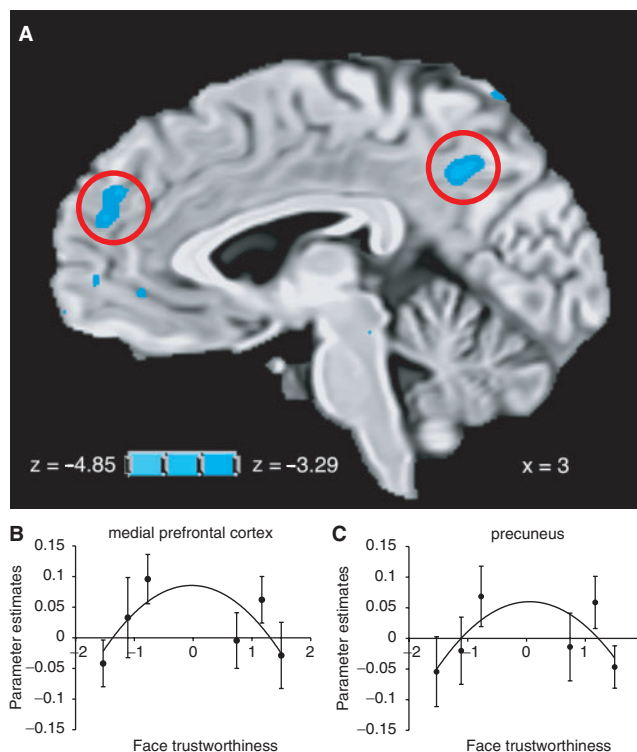 A
z = –4.85
z = –3.29
x = 3
B
medial prefrontal cortex
Parameter estimates
0.15
0.1
0.05
0
–0.05
–0.1
–0.15
–2
–1
0
1
2
Face trustworthiness
C
precuneus
Parameter estimates
0.15
0.1
0.05
0
–0.05
–0.1
–0.15
–2
–1
0
1
2
Face trustworthiness